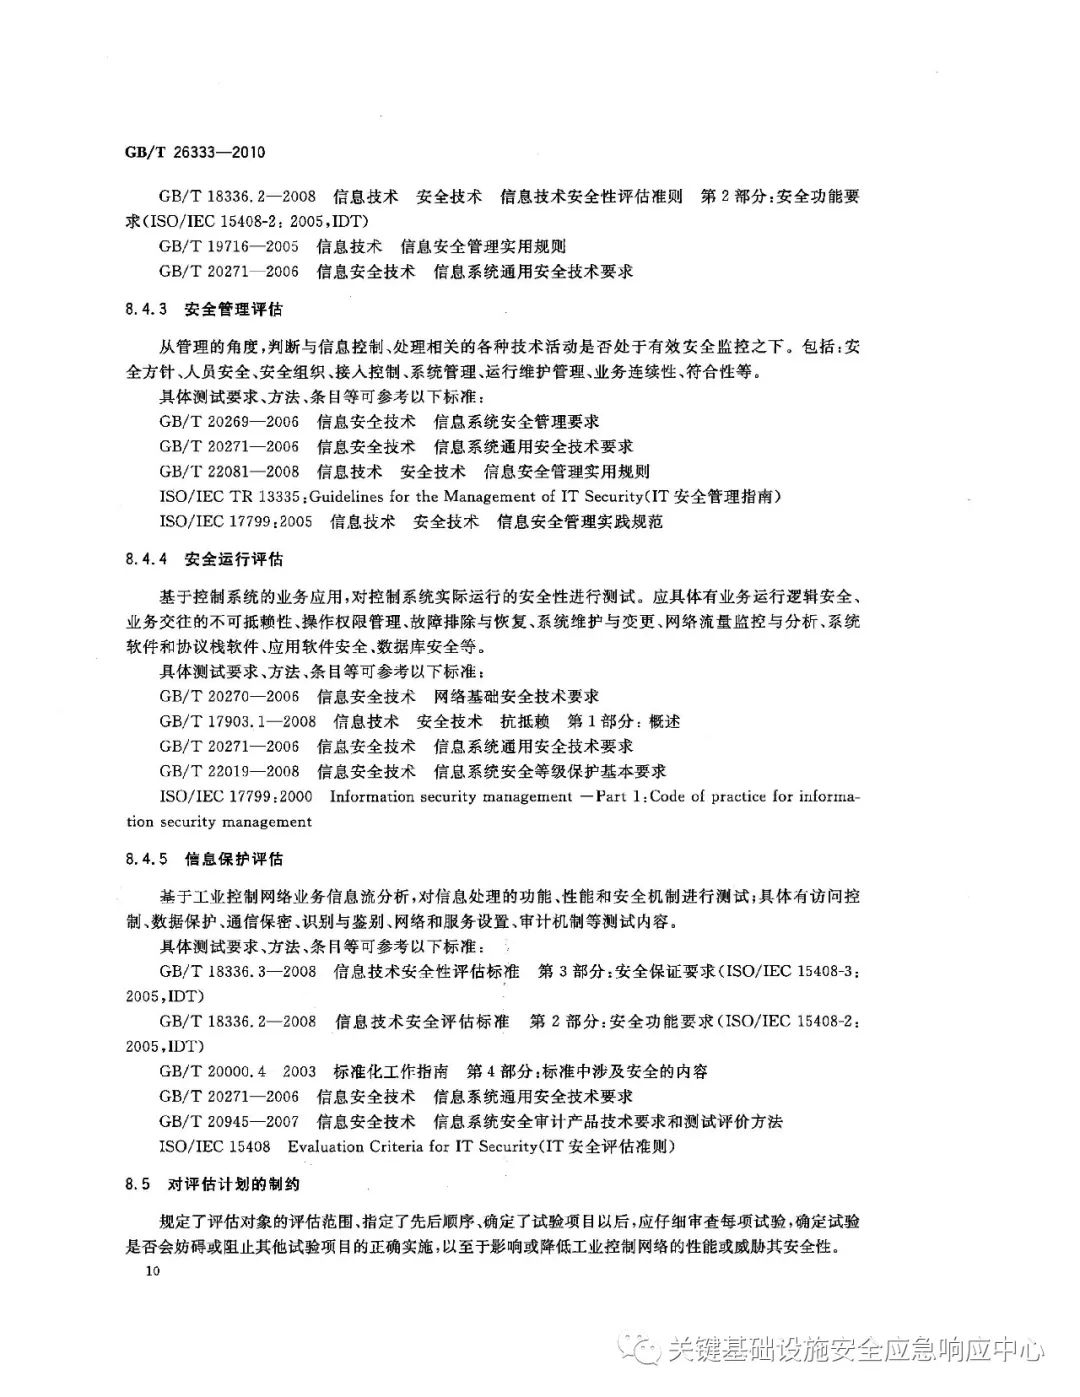 GB/T 26333—2010
GB/T 18336.2—2008 信息技术 安全技术 信息技术安全性评估准则 第2部分:安全功能要
求(ISO/IEC 15408-2: 2005,IDT)
GB/T 19716—2005 信息技术 信息安全管理实用规则
GB/T 20271—2006 信息安全技术 信息系统通用安全技术要求
8.4.3 安全管理评估
从管理的角度,判断与信息控制、处理相关的各种技术活动是否处于有效安全监控之下。包括:安
全方针、人员安全、安全组织、接入控制、系统管理、运行维护管理、业务连续性、符合性等。
具体测试要求、方法、条目等可参考以下标准:
GB/T 20269—2006 信息安全技术 信息系统安全管理要求
GB/T 20271—2006 信息安全技术 信息系统通用安全技术要求
GB/T 22081—2008 信息技术 安全技术 信息安全管理实用规则
ISO/IEC TR 13335:Guidelines for the Management of IT Security(IT 安全管理指南)
ISO/IEC 17799:2005 信息技术 安全技术 信息安全管理实践规范
8.4.4 安全运行评估
基于控制系统的业务应用,对控制系统实际运行的安全性进行测试。应具体有业务运行逻辑安全、
业务交往的不可抵赖性、操作权限管理、故障排除与恢复、系统维护与变更、网络流量监控与分析、系统
软件和协议栈软件、应用软件安全、数据库安全等。
具体测试要求、方法、条目等可参考以下标准:
GB/T 20270—2006 信息安全技术 网络基础安全技术要求
GB/T 17903.1—2008 信息技术 安全技术 抗抵赖 第1部分: 概述
GB/T 20271—2006 信息安全技术 信息系统通用安全技术要求
GB/T 22019—2008 信息安全技术 信息系统安全等级保护基本要求
ISO/IEC 17799:2000 Information security management —Part 1:Code of practice for informa-
tion security management
8.4.5 信息保护评估
基于工业控制网络业务信息流分析,对信息处理的功能、性能和安全机制进行测试;具体有访问控
制、数据保护、通信保密、识别与鉴别、网络和服务设置、审计机制等测试内容。
具体测试要求、方法、条目等可参考以下标准:
GB/T 18336.3—2008 信息技术安全性评估标准 第3部分:安全保证要求(ISO/IEC 15408-3:
2005,IDT)
GB/T 18336.2—2008 信息技术安全评估标准 第2部分:安全功能要求(ISO/IEC 15408-2:
2005,IDT)
GB/T 20000.4 2003 标准化工作指南 第4部分:标准中涉及安全的内容
GB/T 20271—2006 信息安全技术 信息系统通用安全技术要求
GB/T 20945—2007 信息安全技术 信息系统安全审计产品技术要求和测试评价方法
ISO/IEC 15408 Evaluation Criteria for IT Security(IT 安全评估准则)
8.5 对评估计划的制约
规定了评估对象的评估范围、指定了先后顺序、确定了试验项目以后,应仔细审查每项试验,确定试验
是否会妨碍或阻止其他试验项目的正确实施,以至于影响或降低工业控制网络的性能或威胁其安全性。
10
关键基础设施安全应急响应中心